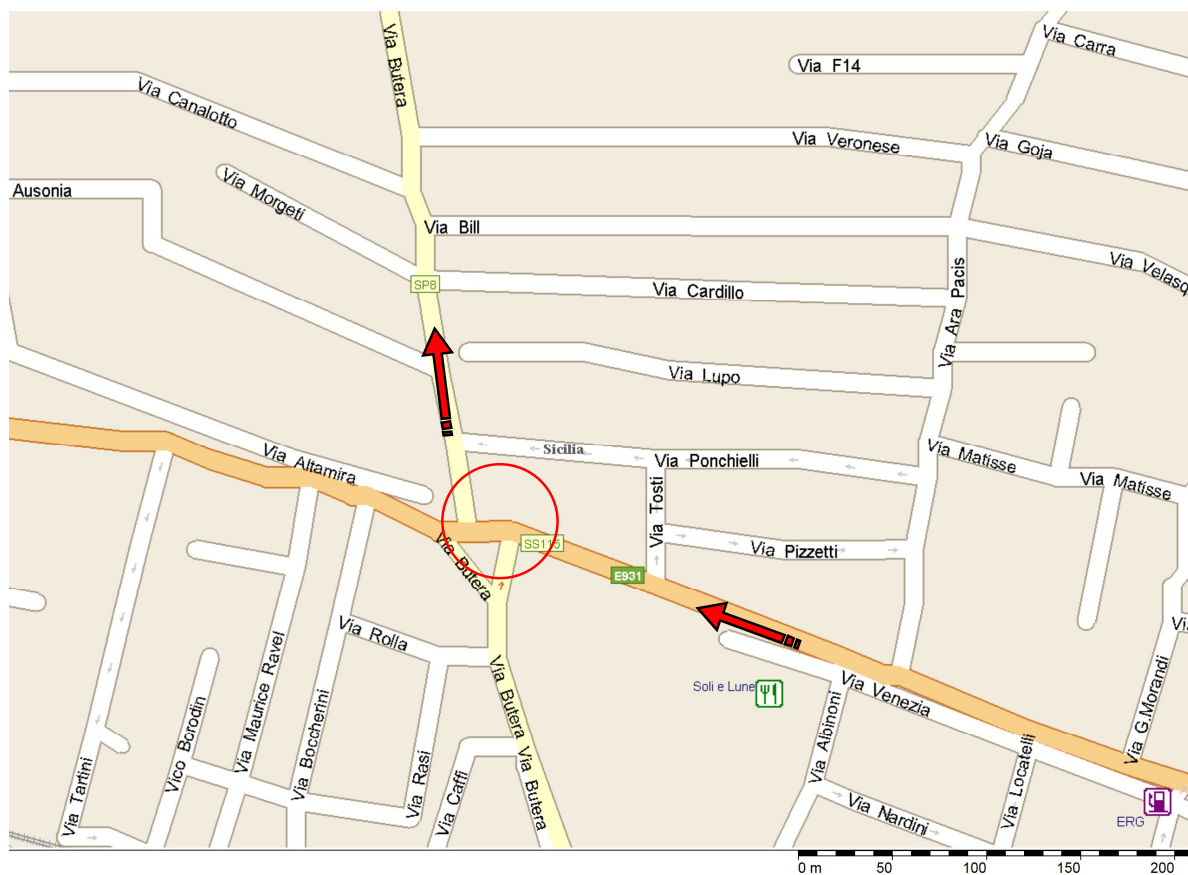 Via Butera
Via Carra
Via F14
Via Canalotto
Via Veronese
Via Goja
Ausonia
Via Morgeti
Via Bill
Via Velasq
SP8
Via Cardillo
Via Ara Pacis
Via Lupo
Via Altamira
Sicilia
Via Ponchielli
Via Matisse
Via Matisse
Via Tosti
Via Butera
SS115
Via Pizzetti
E931
Via Rolla
Via Maurice Ravel
Via Boccherini
Vico Borodin
Via Tartini
Via Rasi
Via Caffi
Via Butera
Via Butera
Soli e Lune
Via Venezia
Via Albinoni
Via Locatelli
Via G.Morandi
Via
Via Nardini
ERG
0 m 50 100 150 200